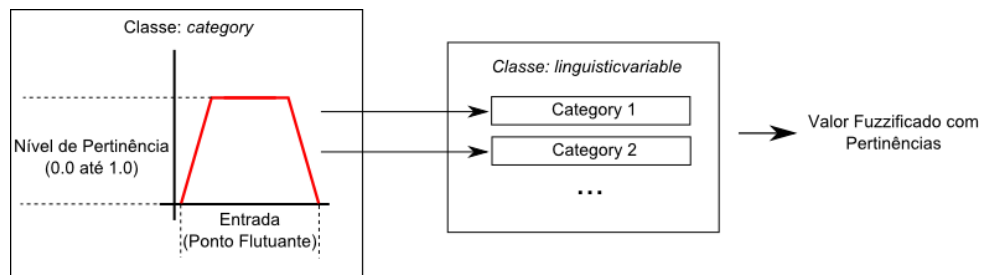 Classe: category
Nível de Pertinência
(0.0 até 1.0)
Entrada
(Ponto Flutuante)
Classe: linguisticvariable
Category 1
Category 2
...
Valor Fuzzificado com
Pertinências